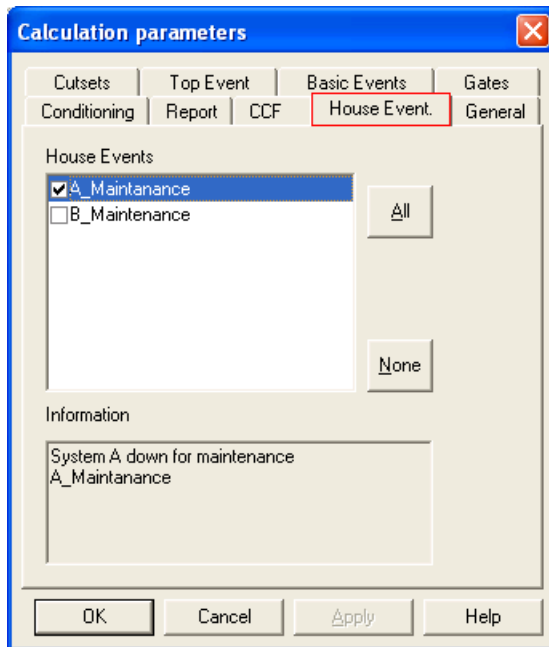 Calculation parameters
Cutsets Top Event Basic Events Gates
Conditioning Report CCF House Event. General
House Events
A_Maintanance
B_Maintenance
All
None
Information
System A down for maintenance
A_Maintanance
OK Cancel Apply Help